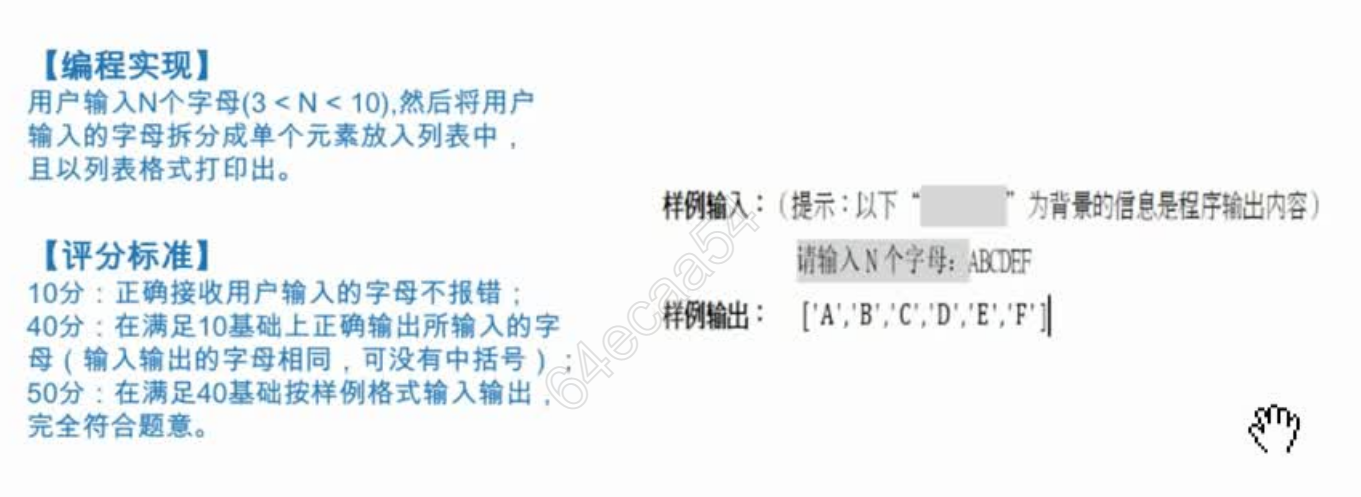 【编程实现】
用户输入N个字母(3 < N < 10),然后将用户
输入的字母拆分成单个元素放入列表中，
且以列表格式打印出。
【评分标准】
10分：正确接收用户输入的字母不报错；
40分：在满足10基础上正确输出所输入的字
母（输入输出的字母相同，可没有中括号）；
50分：在满足40基础按样例格式输入输出，
完全符合题意。
样例输入：（提示：以下“ ”为背景的信息是程序输出内容）
请输入 N 个字母：ABCDEF
样例输出： ['A','B','C','D','E','F']
64ecaa54